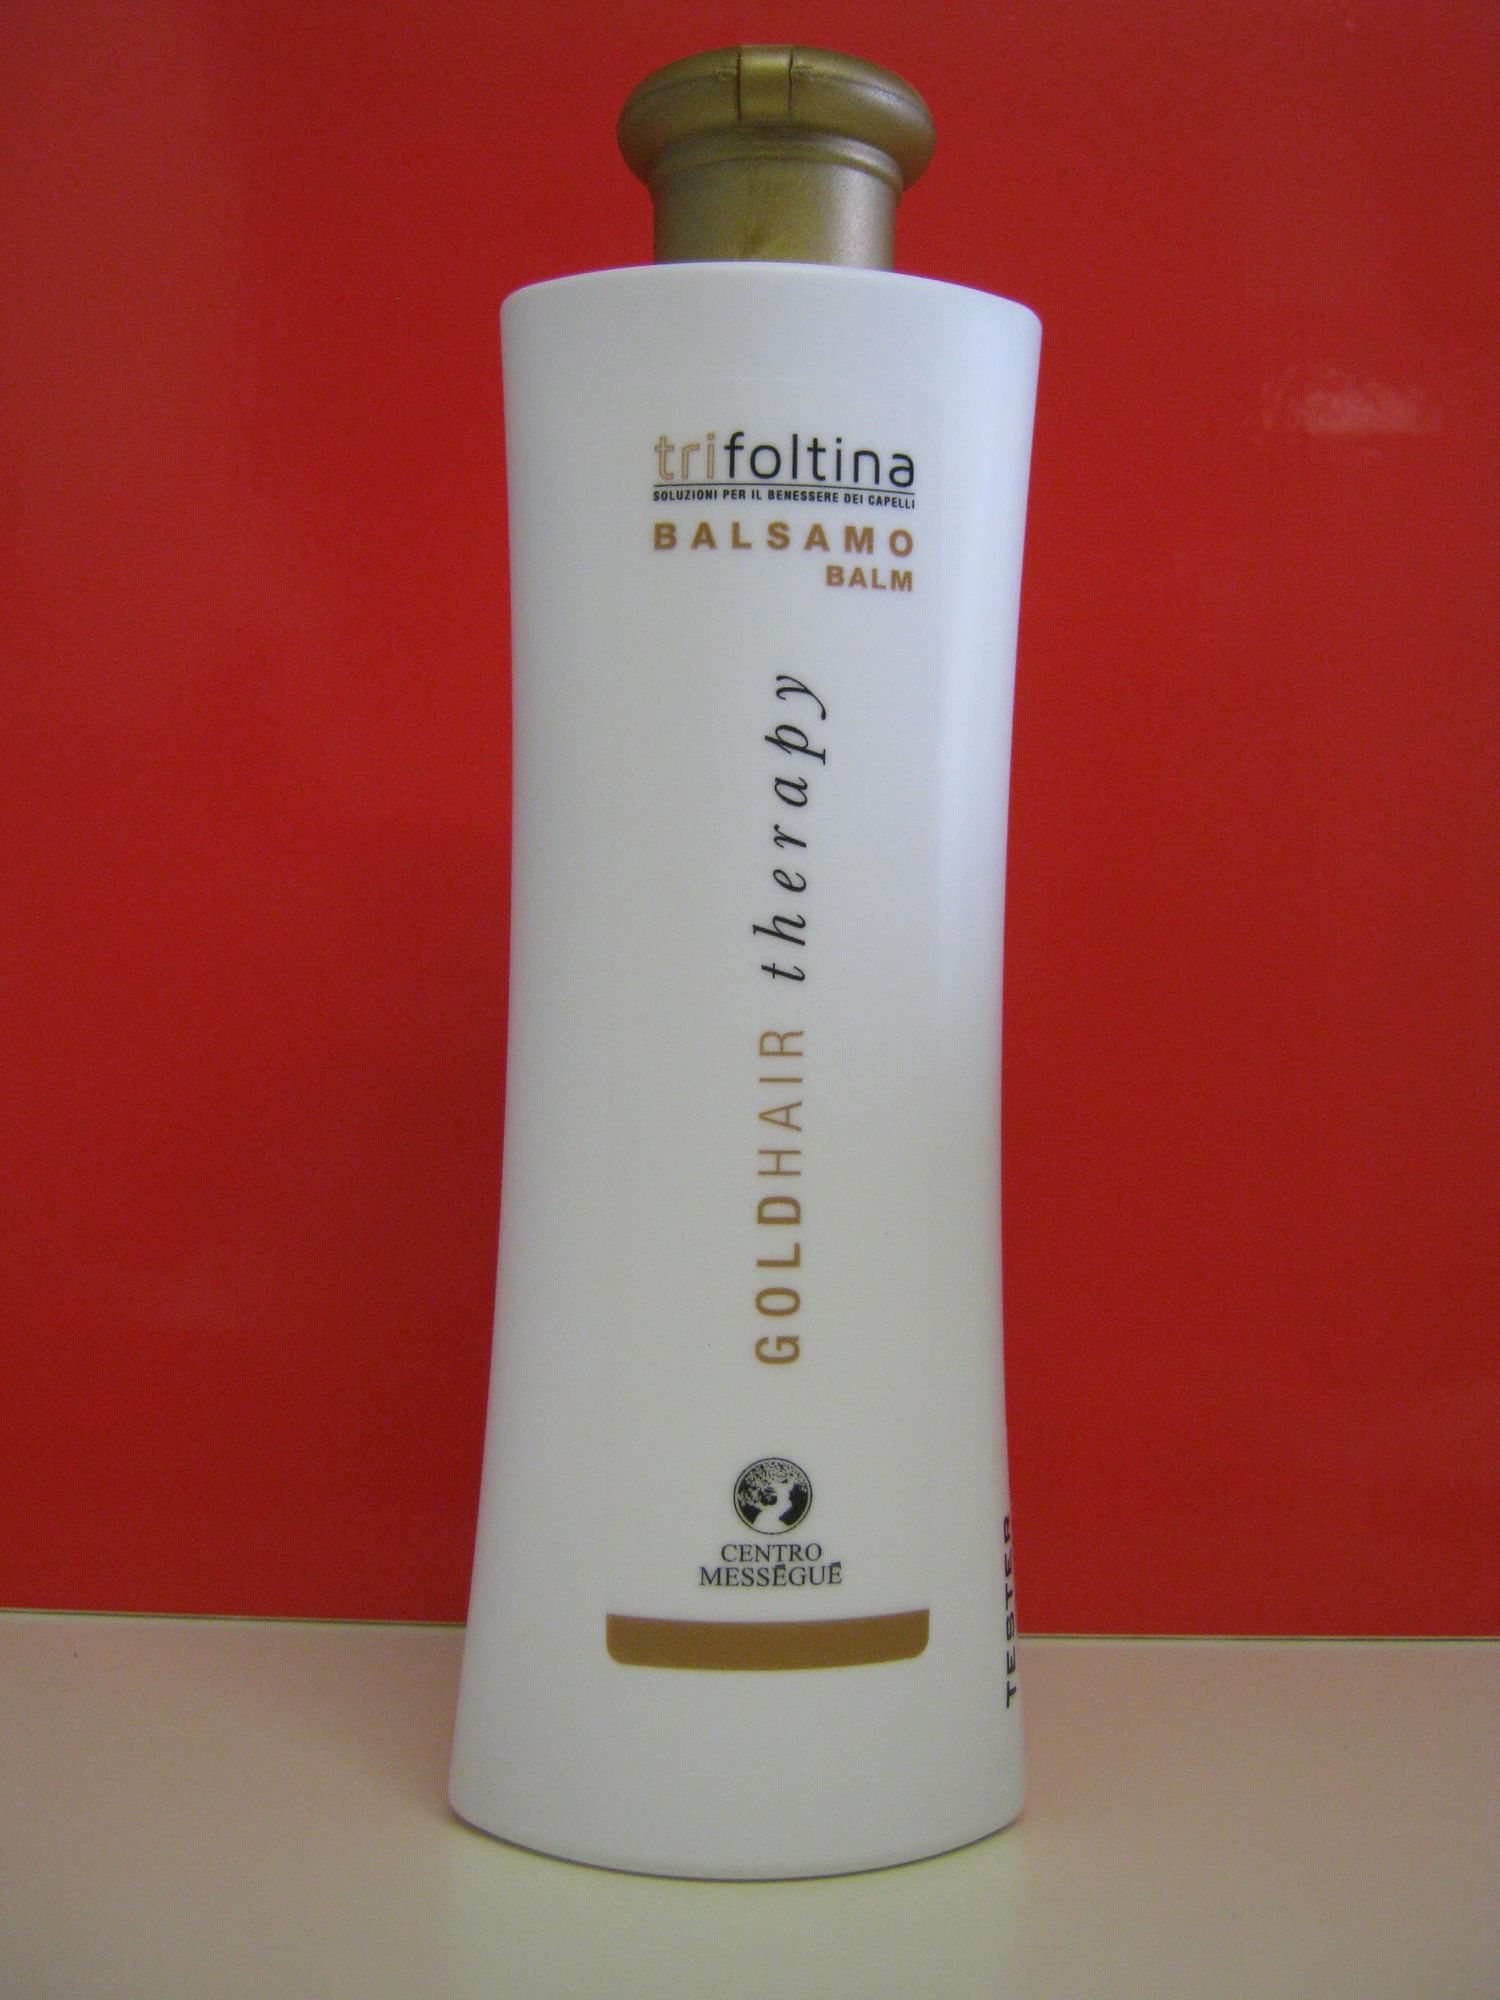 trifoltina
SOLUZIONI PER IL BENESSERE DEI CAPELLI
BALSAMO
BALM
GOLDHAIR therapy
CENTRO
MESSÉGUÉ
TESTER